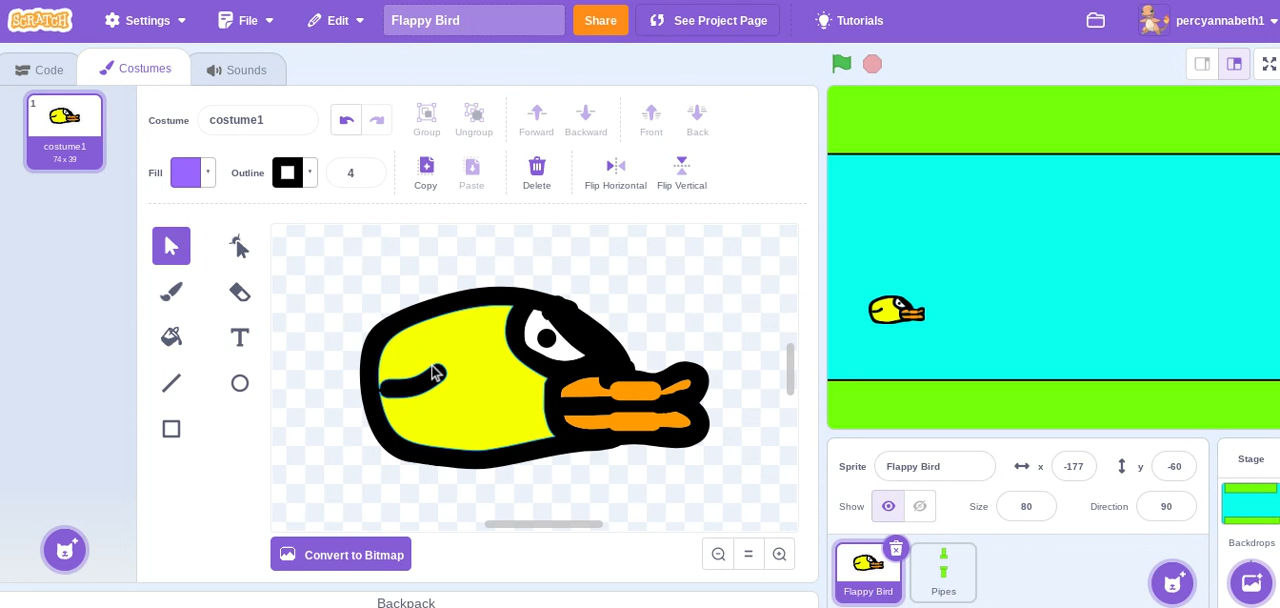 SCRATCH Settings File Edit Flappy Bird Share See Project Page Tutorials percyannabeth1
Code Costumes Sounds
1
costume1
74 x 39
Costume costume1 Group Ungroup Forward Backward Front Back
Fill Outline 4 Copy Paste Delete Flip Horizontal Flip Vertical
T
Convert to Bitmap
Backpack
Sprite Flappy Bird x -177 y -60
Show Size 80 Direction 90
Flappy Bird Pipes
Stage
Backdrops